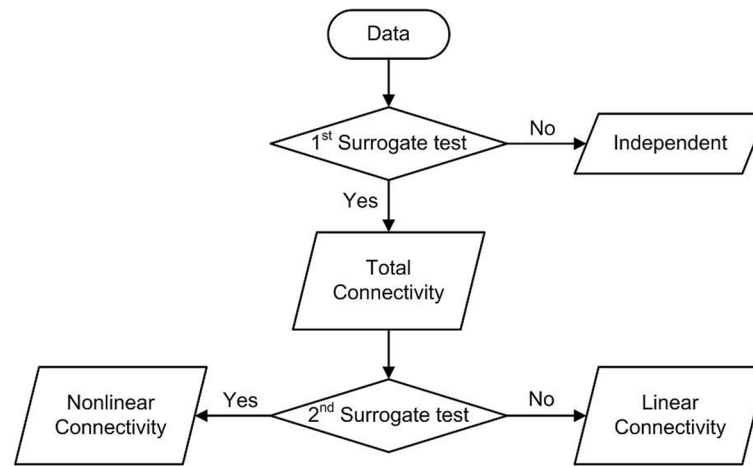 Data
1st Surrogate test
No
Independent
Yes
Total
Connectivity
Nonlinear
Connectivity
Yes
2nd Surrogate test
No
Linear
Connectivity